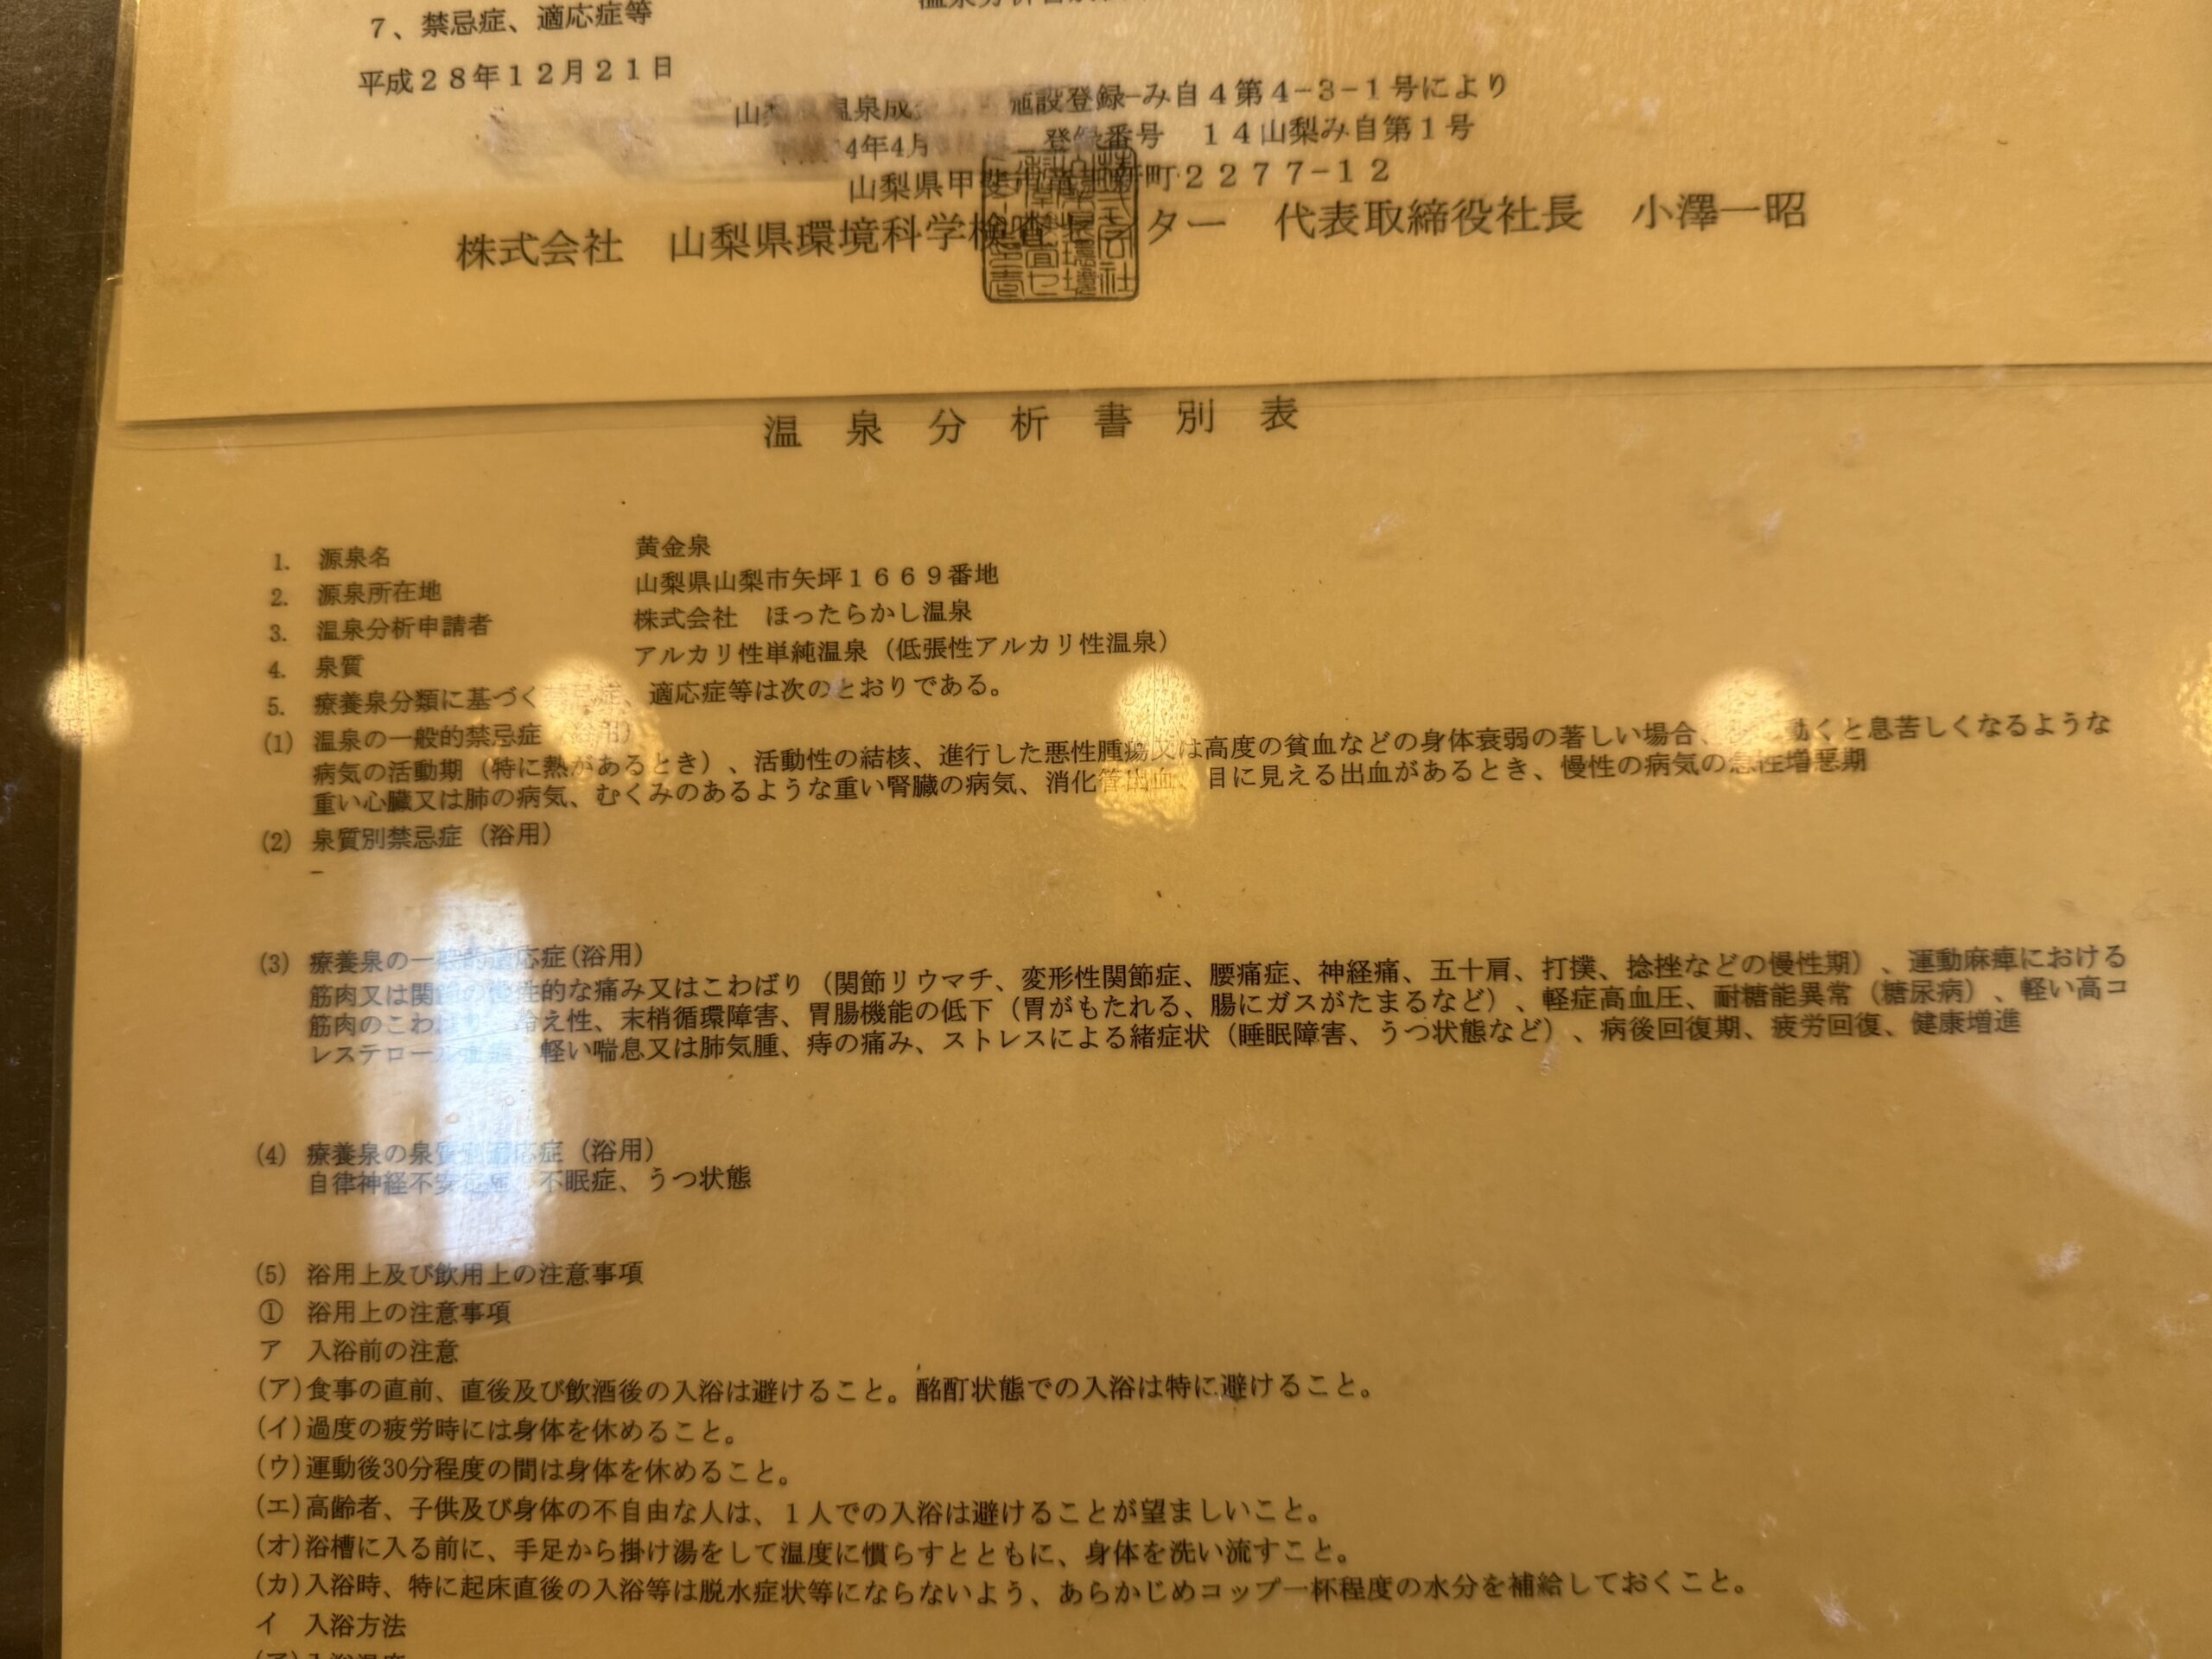 7、禁忌症、適応症等
平成28年12月21日
施設登録 み自4第4-3-1号により
4年4月 登録番号 14山梨み自第1号
山梨県甲斐市 新町2277-12
株式会社 山梨県環境科学検査センター 代表取締役社長 小澤一昭
温泉分析書別表
1. 源泉名 黄金泉
2. 源泉所在地 山梨県山梨市矢坪1669番地
3. 温泉分析申請者 株式会社 ほったらかし温泉
4. 泉質 アルカリ性単純温泉（低張性アルカリ性温泉）
5. 療養泉分類に基づく禁忌症、適応症等は次のとおりである。
(1) 温泉の一般的禁忌症（浴用）
病気の活動期（特に熱があるとき）、活動性の結核、進行した悪性腫瘍又は高度の貧血などの身体衰弱の著しい場合、 動くと息苦しくなるような
重い心臓又は肺の病気、むくみのあるような重い腎臓の病気、消化管出血、目に見える出血があるとき、慢性の病気の急性増悪期
(2) 泉質別禁忌症（浴用）
－
(3) 療養泉の一般的適応症(浴用)
筋肉又は関節の慢性的な痛み又はこわばり（関節リウマチ、変形性関節症、腰痛症、神経痛、五十肩、打撲、捻挫などの慢性期）、運動麻痺における
筋肉のこわばり、冷え性、末梢循環障害、胃腸機能の低下（胃がもたれる、腸にガスがたまるなど）、軽症高血圧、耐糖能異常（糖尿病）、軽い高コ
レステロール血症、軽い喘息又は肺気腫、痔の痛み、ストレスによる緒症状（睡眠障害、うつ状態など）、病後回復期、疲労回復、健康増進
(4) 療養泉の泉質別適応症（浴用）
自律神経不安定症、不眠症、うつ状態
(5) 浴用上及び飲用上の注意事項
① 浴用上の注意事項
ア 入浴前の注意
(ア)食事の直前、直後及び飲酒後の入浴は避けること。酩酊状態での入浴は特に避けること。
(イ)過度の疲労時には身体を休めること。
(ウ)運動後30分程度の間は身体を休めること。
(エ)高齢者、子供及び身体の不自由な人は、1人での入浴は避けることが望ましいこと。
(オ)浴槽に入る前に、手足から掛け湯をして温度に慣らすとともに、身体を洗い流すこと。
(カ)入浴時、特に起床直後の入浴等は脱水症状等にならないよう、あらかじめコップ一杯程度の水分を補給しておくこと。
イ 入浴方法